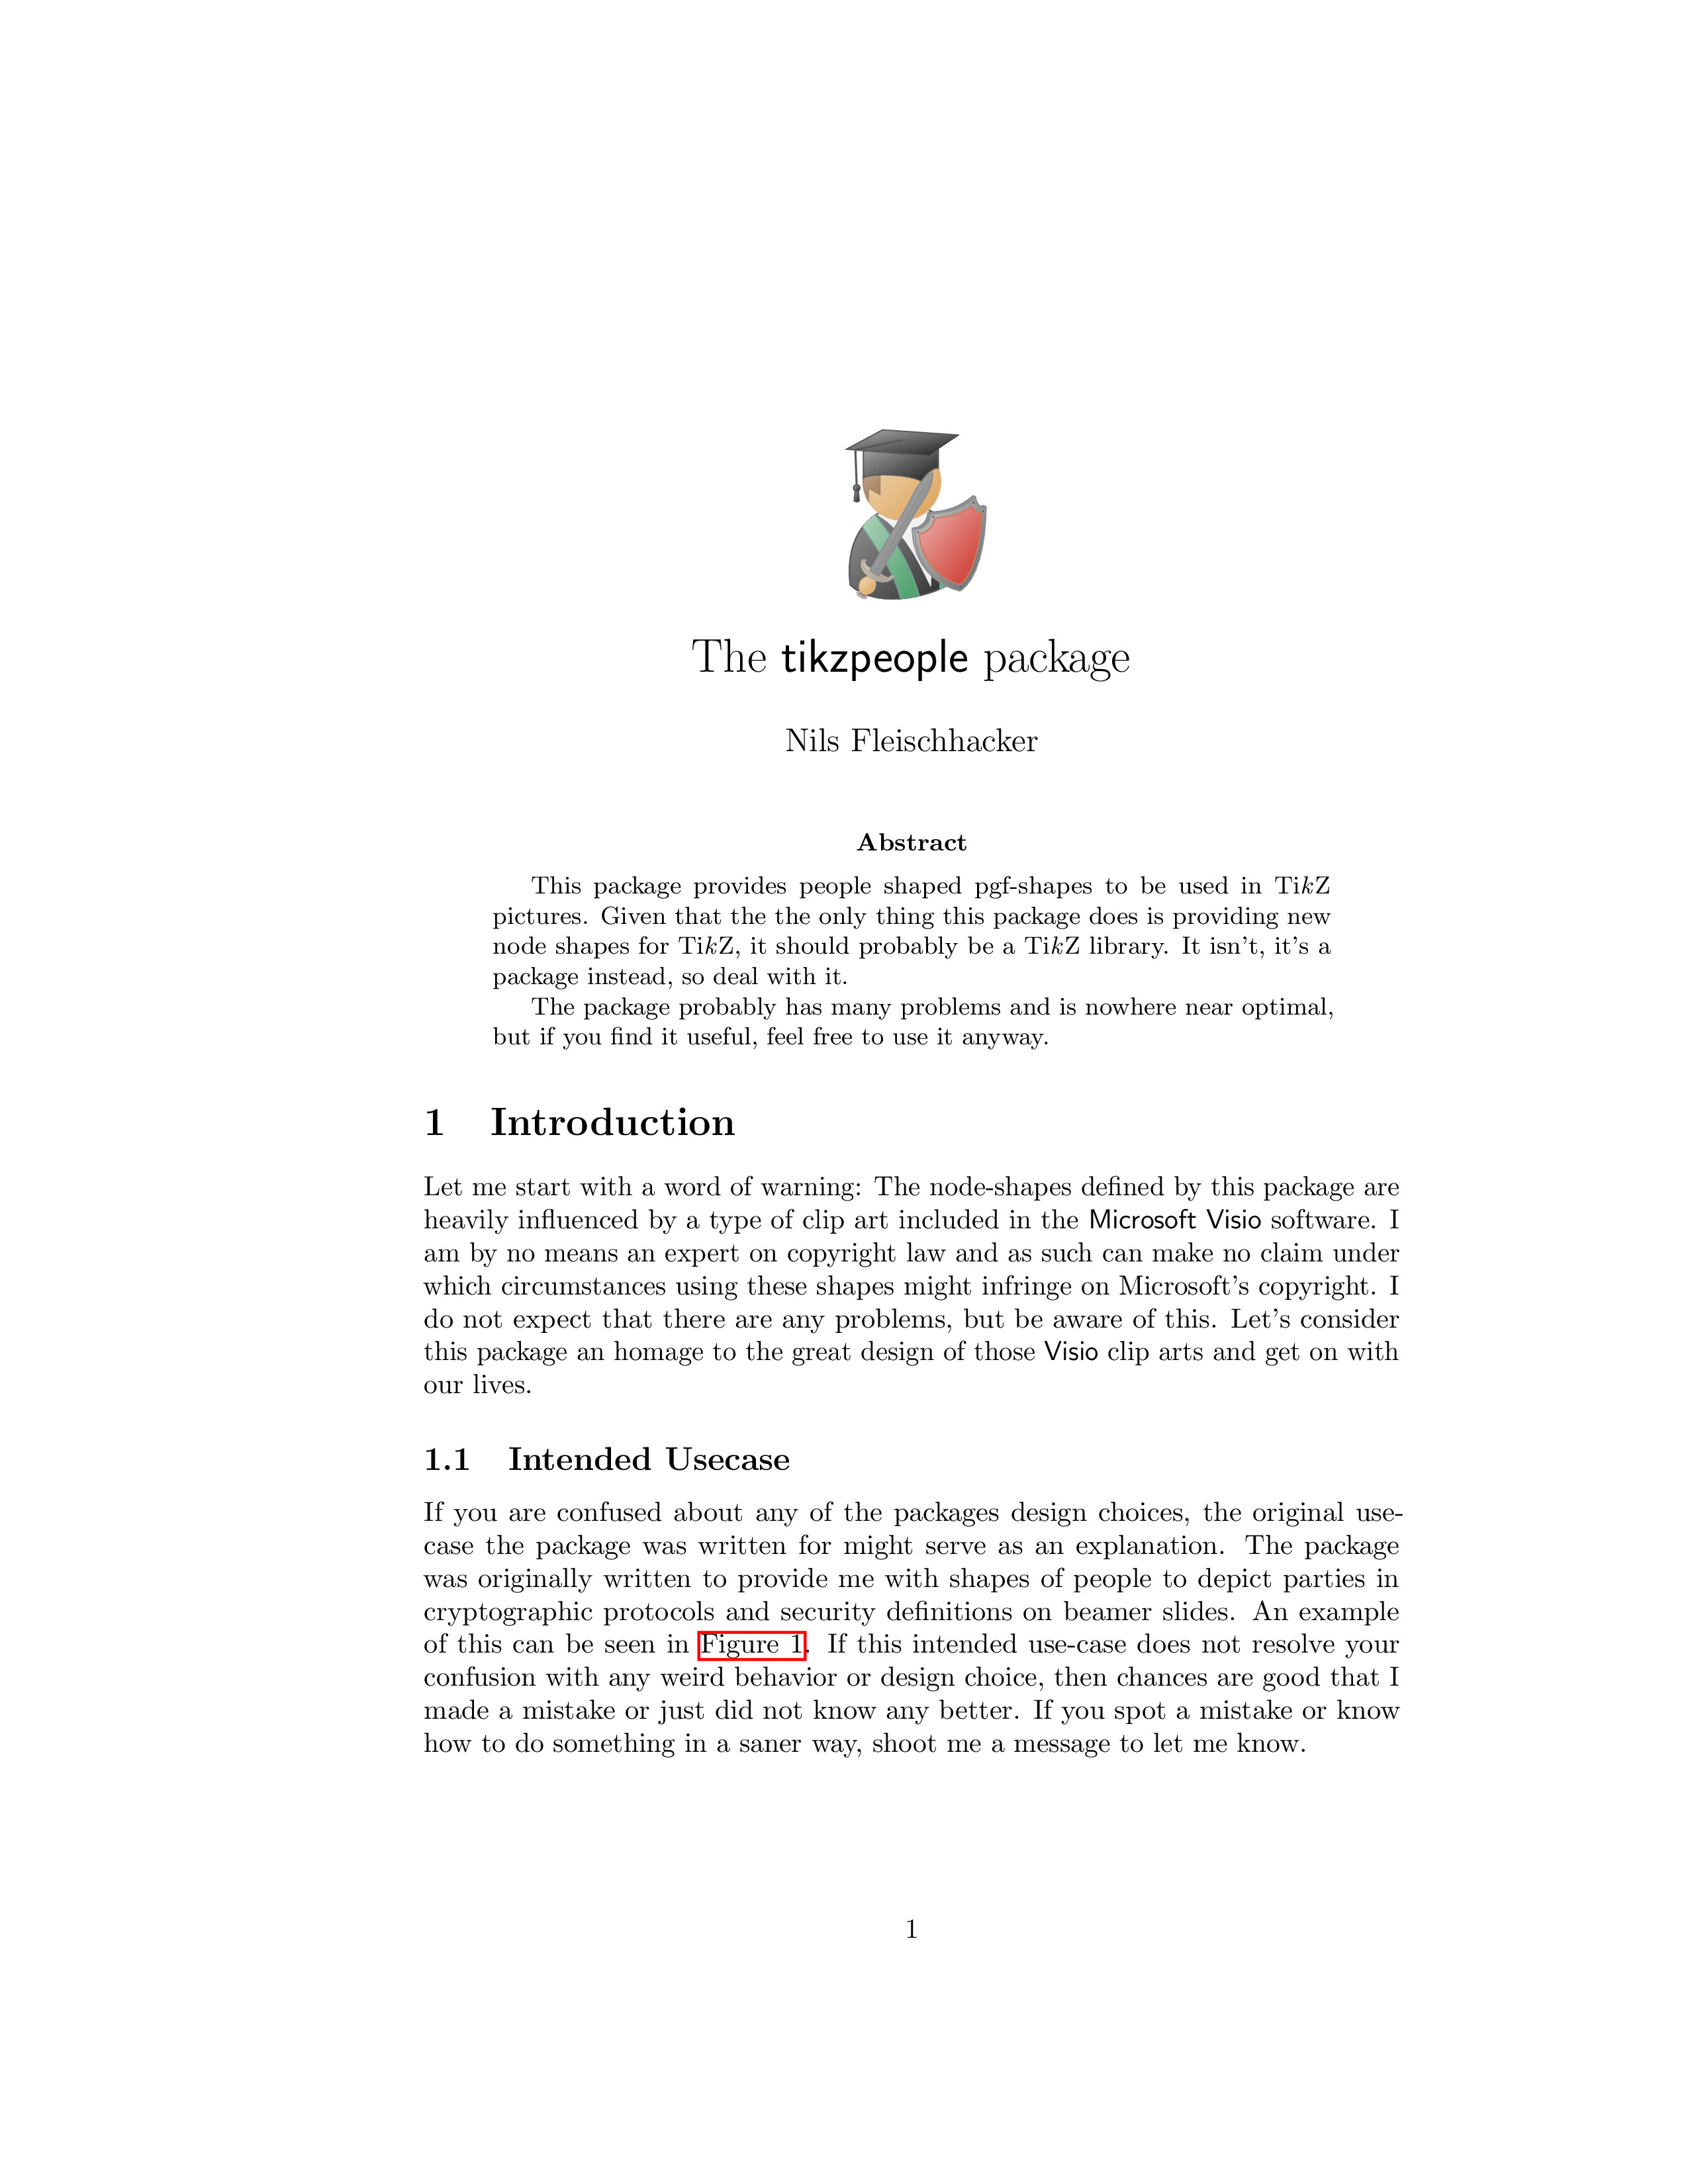 The tikzpeople package
Nils Fleischhacker
Abstract
This package provides people shaped pgf-shapes to be used in TikZ
pictures. Given that the the only thing this package does is providing new
node shapes for TikZ, it should probably be a TikZ library. It isn't, it's a
package instead, so deal with it.
The package probably has many problems and is nowhere near optimal,
but if you find it useful, feel free to use it anyway.
1 Introduction
Let me start with a word of warning: The node-shapes defined by this package are
heavily influenced by a type of clip art included in the Microsoft Visio software. I
am by no means an expert on copyright law and as such can make no claim under
which circumstances using these shapes might infringe on Microsoft's copyright. I
do not expect that there are any problems, but be aware of this. Let's consider
this package an homage to the great design of those Visio clip arts and get on with
our lives.
1.1 Intended Usecase
If you are confused about any of the packages design choices, the original use-
case the package was written for might serve as an explanation. The package
was originally written to provide me with shapes of people to depict parties in
cryptographic protocols and security definitions on beamer slides. An example
of this can be seen in Figure 1. If this intended use-case does not resolve your
confusion with any weird behavior or design choice, then chances are good that I
made a mistake or just did not know any better. If you spot a mistake or know
how to do something in a saner way, shoot me a message to let me know.
1